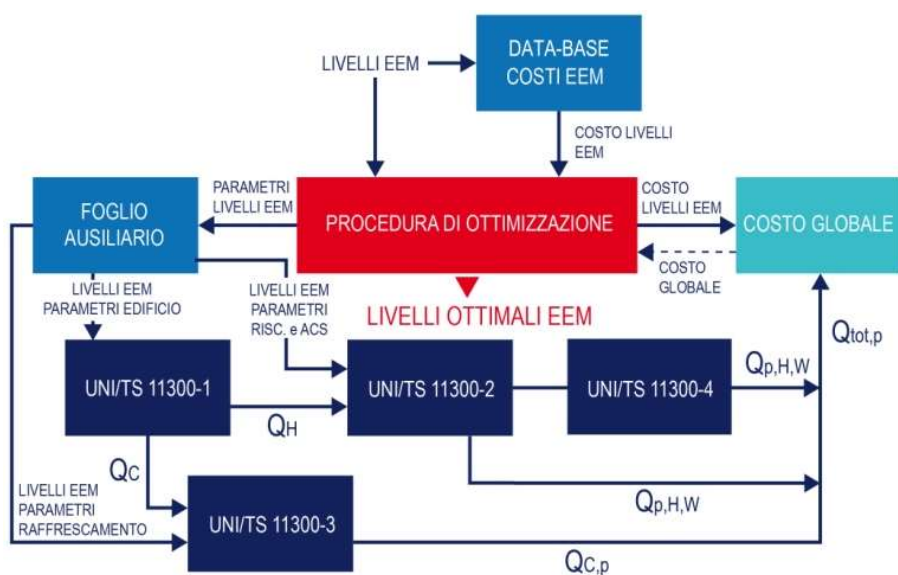 LIVELLI EEM
DATA-BASE
COSTI EEM
COSTO LIVELLI
EEM
PARAMETRI
LIVELLI EEM
COSTO
LIVELLI EEM
FOGLIO
AUSILIARIO
PROCEDURA DI OTTIMIZZAZIONE
COSTO GLOBALE
COSTO
GLOBALE
LIVELLI EEM
PARAMETRI EDIFICIO
LIVELLI EEM
PARAMETRI
RISC. e ACS
LIVELLI OTTIMALI EEM
Qtot,p
UNI/TS 11300-1
UNI/TS 11300-2
UNI/TS 11300-4
Qp,H,W
QH
QC
LIVELLI EEM
PARAMETRI
RAFFRESCAMENTO
UNI/TS 11300-3
Qp,H,W
QC,p